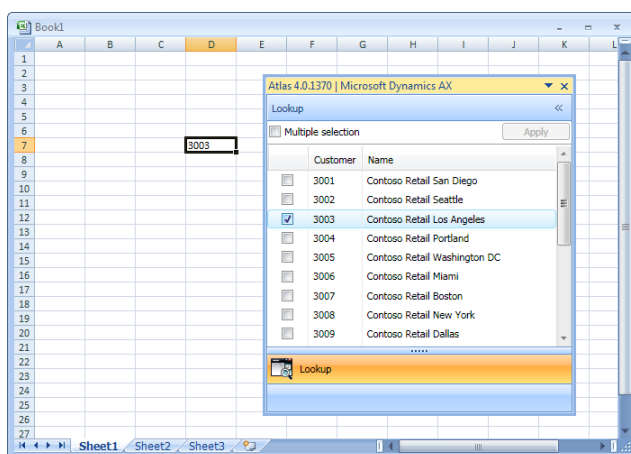 Book1
A B C D E F G H I J K L
1
2
3
4
5
6
7 3003
8
9
10
11
12
13
14
15
16
17
18
19
20
21
22
23
24
25
26
27
Atlas 4.0.1370 | Microsoft Dynamics AX
Lookup
Multiple selection Apply
Customer Name
3001 Contoso Retail San Diego
3002 Contoso Retail Seattle
3003 Contoso Retail Los Angeles
3004 Contoso Retail Portland
3005 Contoso Retail Washington DC
3006 Contoso Retail Miami
3007 Contoso Retail Boston
3008 Contoso Retail New York
3009 Contoso Retail Dallas
Lookup
Sheet1 Sheet2 Sheet3